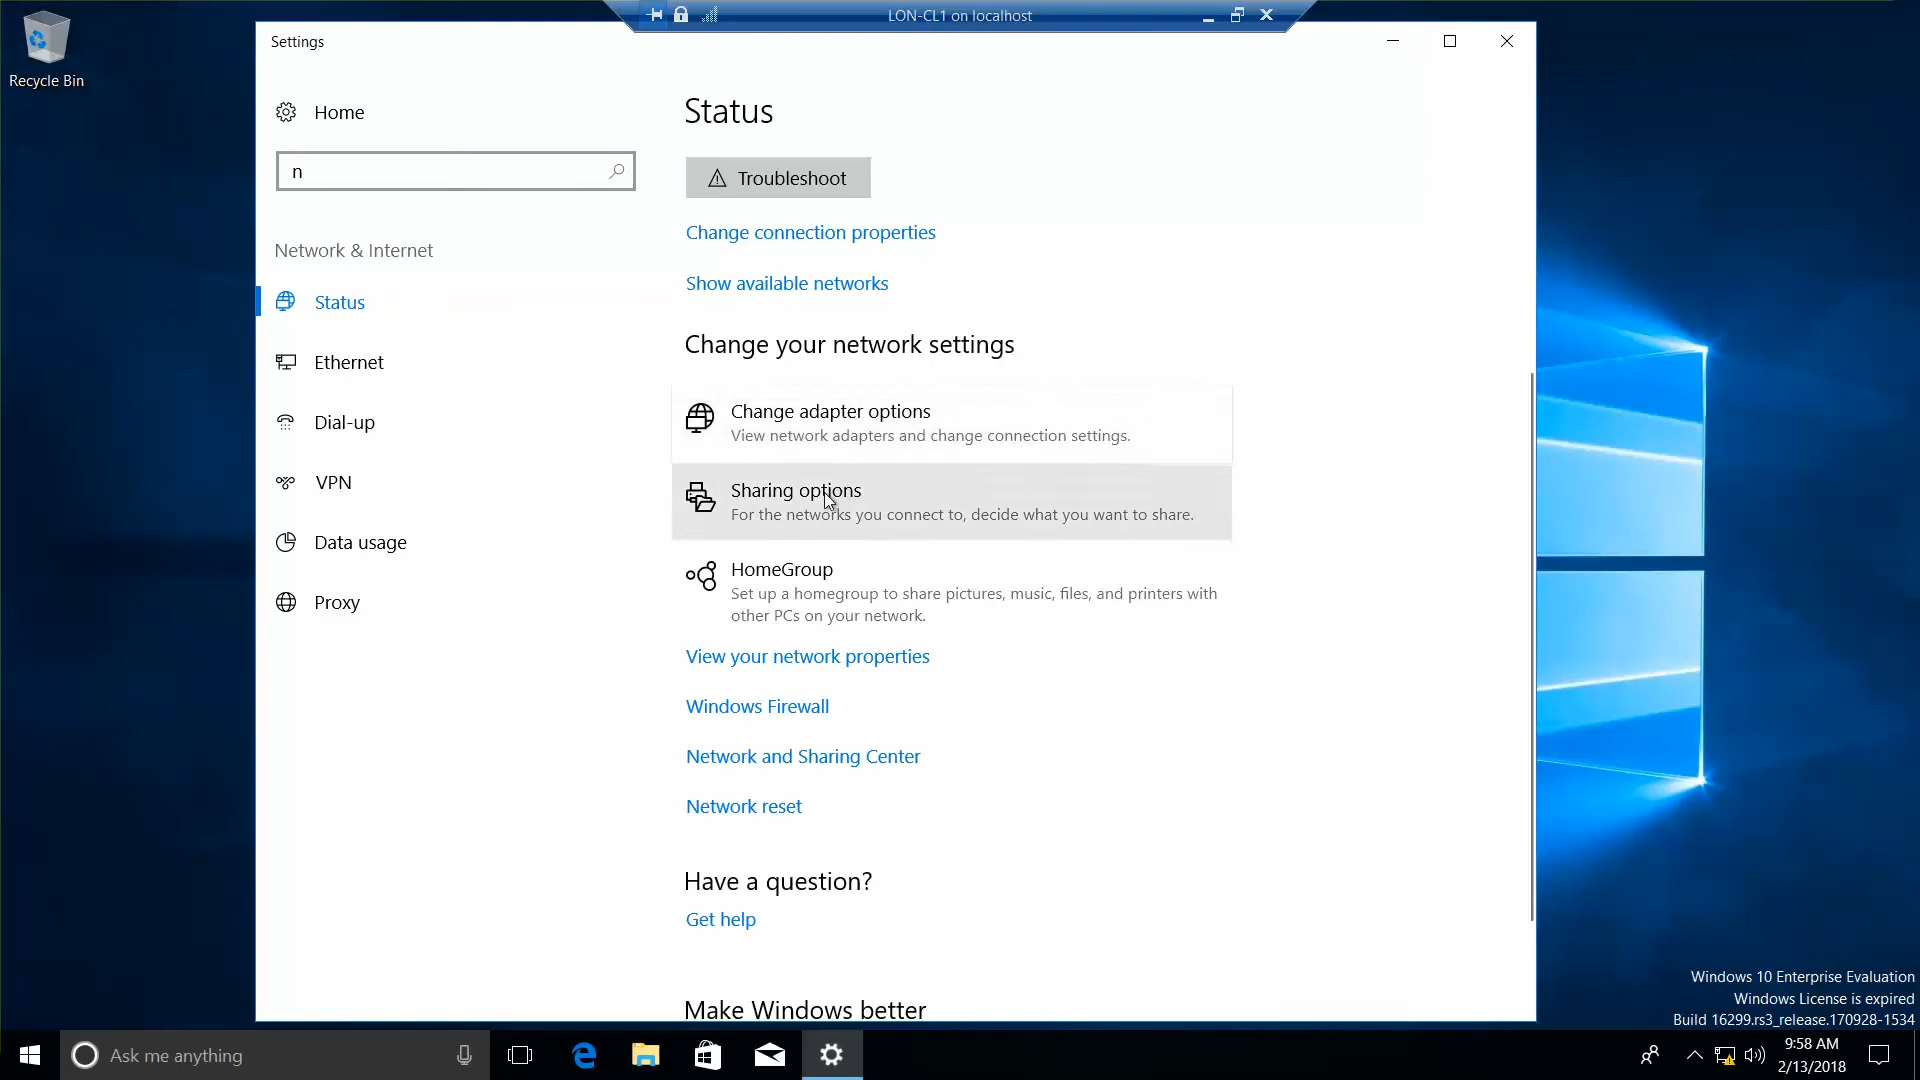 LON-CL1 on localhost
Recycle Bin
Settings
Home
n
Network & Internet
Status
Ethernet
Dial-up
VPN
Data usage
Proxy
Status
Troubleshoot
Change connection properties
Show available networks
Change your network settings
Change adapter options
View network adapters and change connection settings.
Sharing options
For the networks you connect to, decide what you want to share.
HomeGroup
Set up a homegroup to share pictures, music, files, and printers with
other PCs on your network.
View your network properties
Windows Firewall
Network and Sharing Center
Network reset
Have a question?
Get help
Make Windows better
Windows 10 Enterprise Evaluation
Windows License is expired
Build 16299.rs3_release.170928-1534
Ask me anything
9:58 AM
2/13/2018